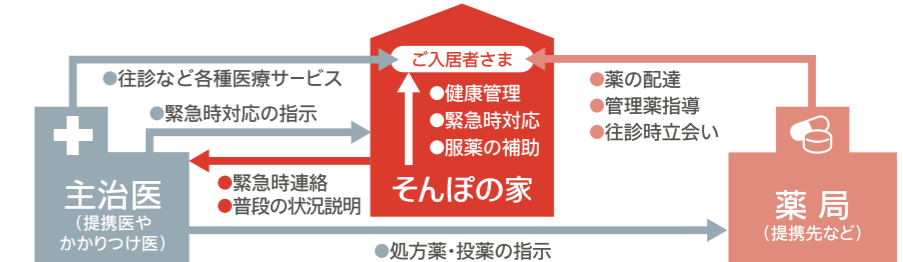 ご入居者さま
●往診など各種医療サービス
●緊急時対応の指示
●健康管理
●緊急時対応
●服薬の補助
そんぽの家
●薬の配達
●管理薬指導
●往診時立会い
●緊急時連絡
●普段の状況説明
主治医
（提携医や
かかりつけ医）
薬局
（提携先など）
●処方薬・投薬の指示